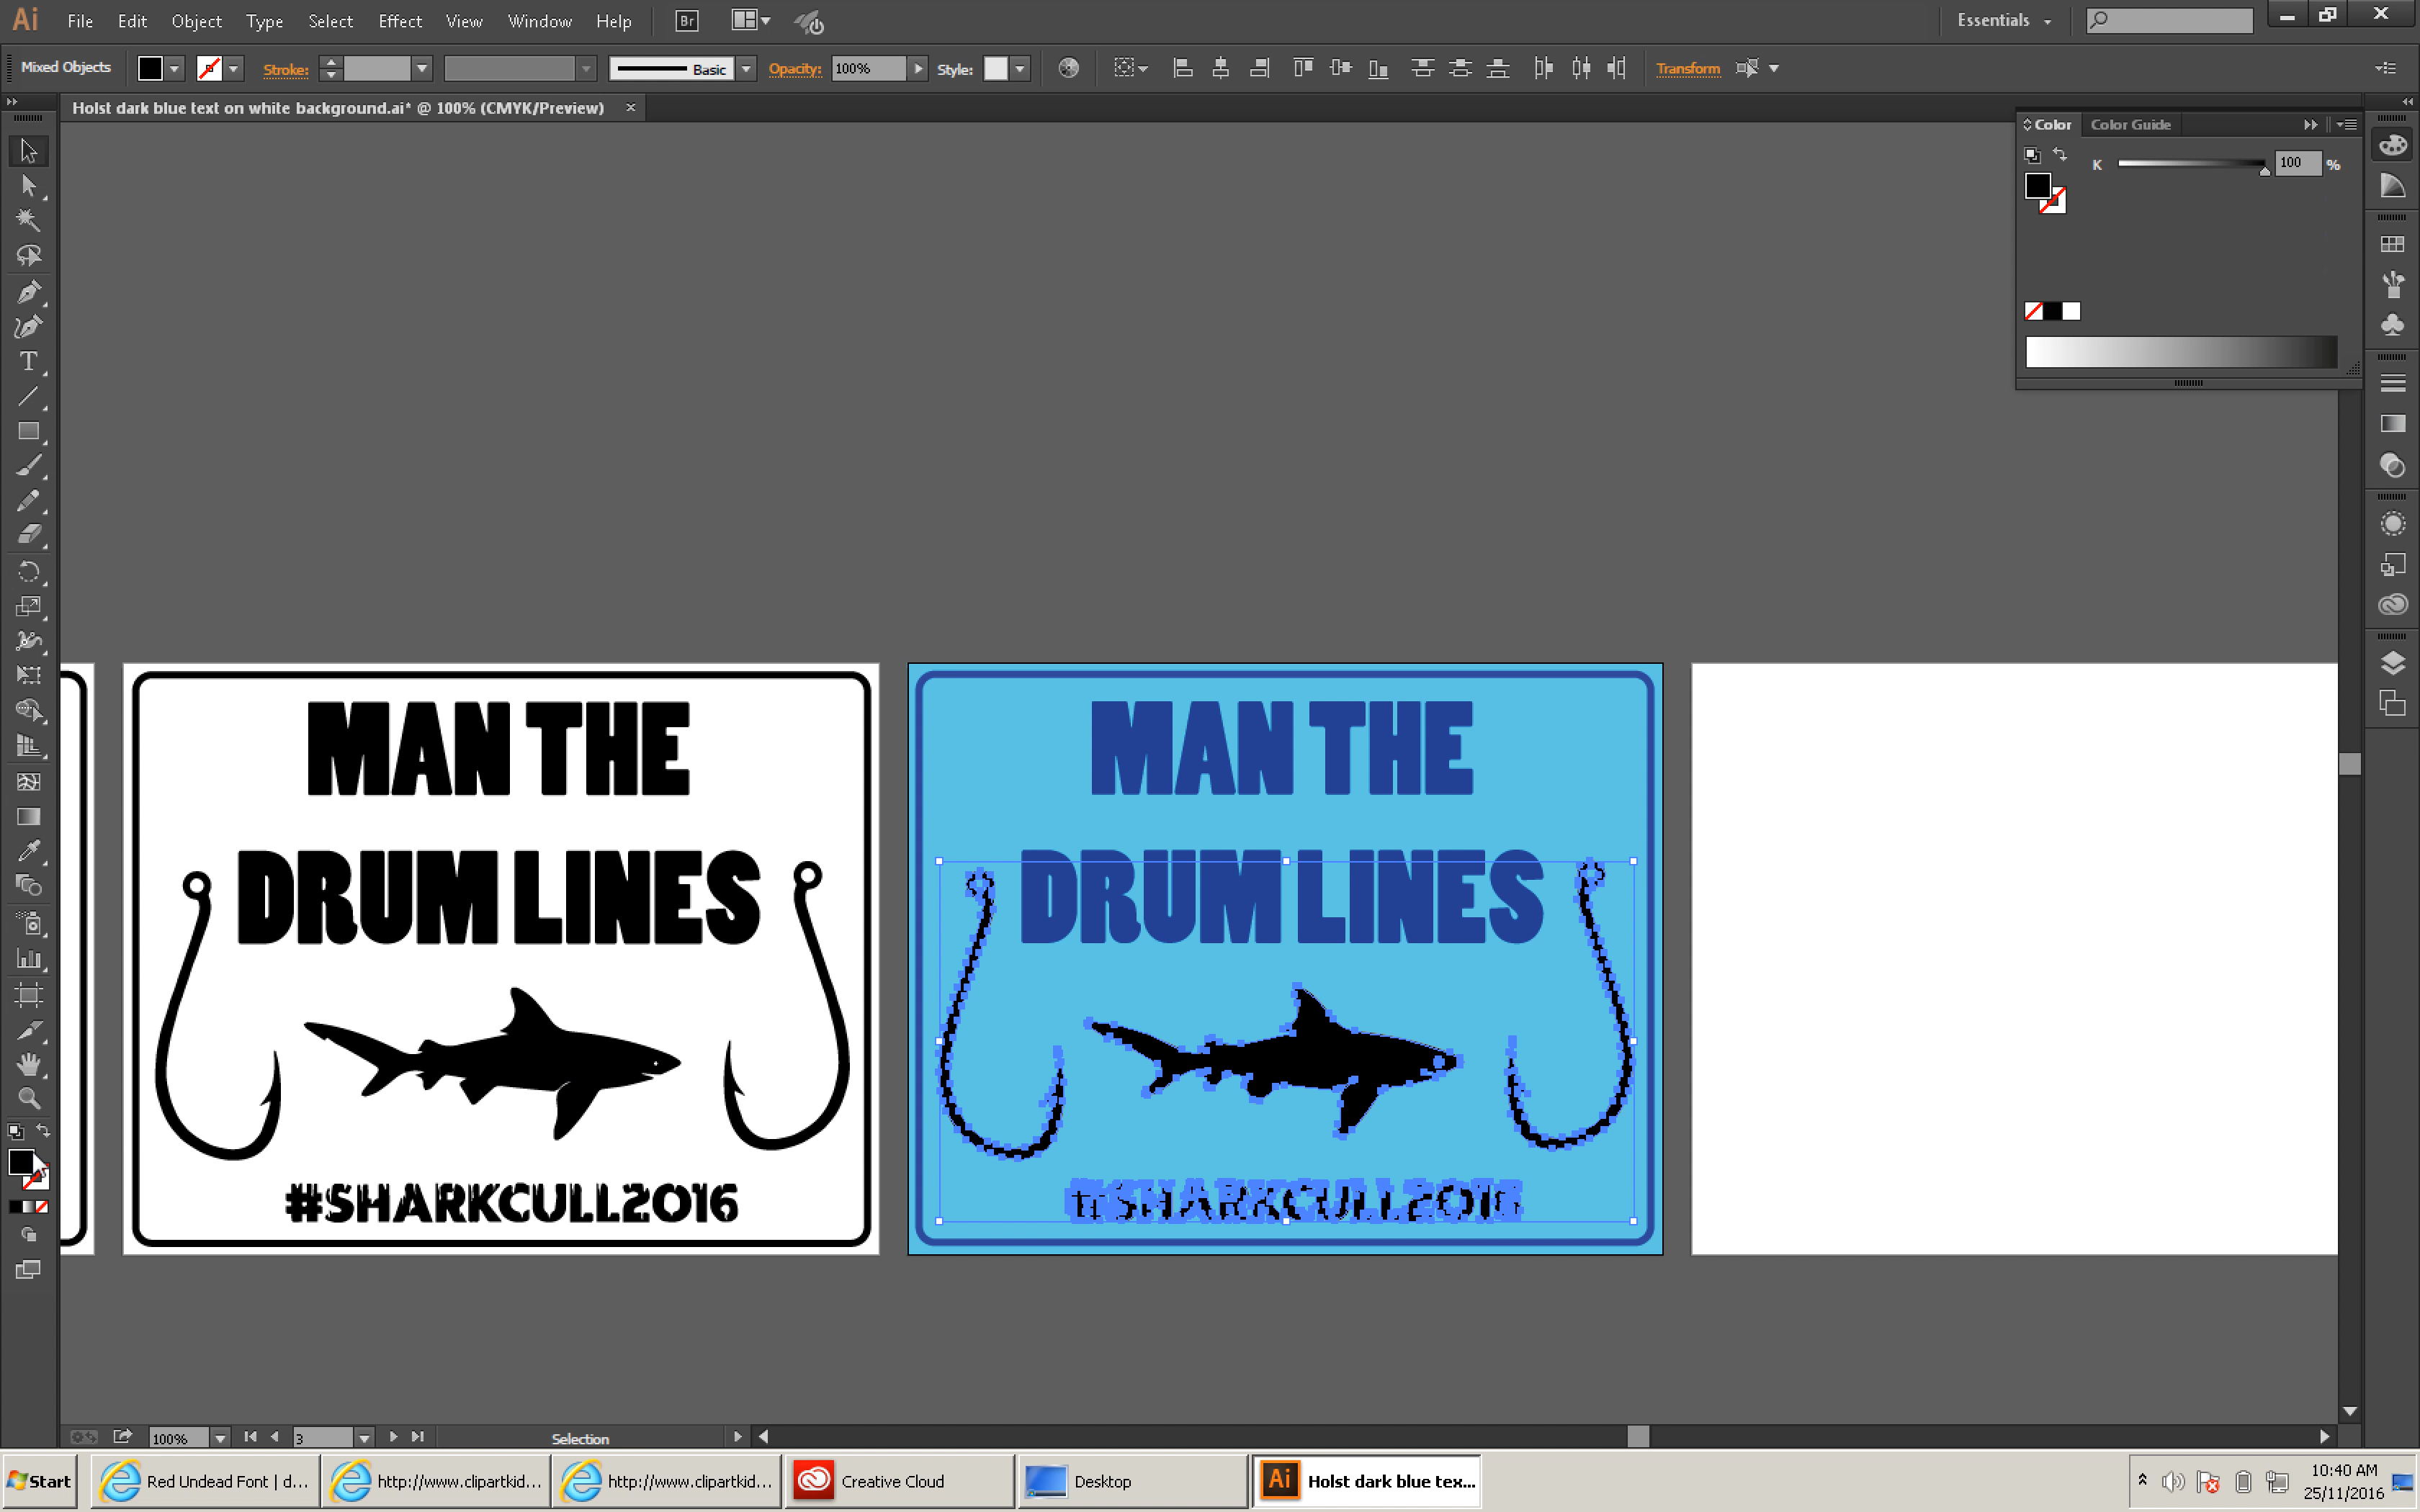 Ai File Edit Object Type Select Effect View Window Help Br Essentials
Mixed Objects Stroke: Basic Opacity: 100% Style: Transform
Holst dark blue text on white background.ai* @ 100% (CMYK/Preview) ×
Color Color Guide
K 100 %
MAN THE
DRUM LINES
#SHARKCULL2016
MAN THE
DRUM LINES
#SHARKCULL2016
100% 3 Selection
Start Red Undead Font | d... http://www.clipartkid... http://www.clipartkid... Creative Cloud Desktop Ai Holst dark blue tex... 10:40 AM
25/11/2016